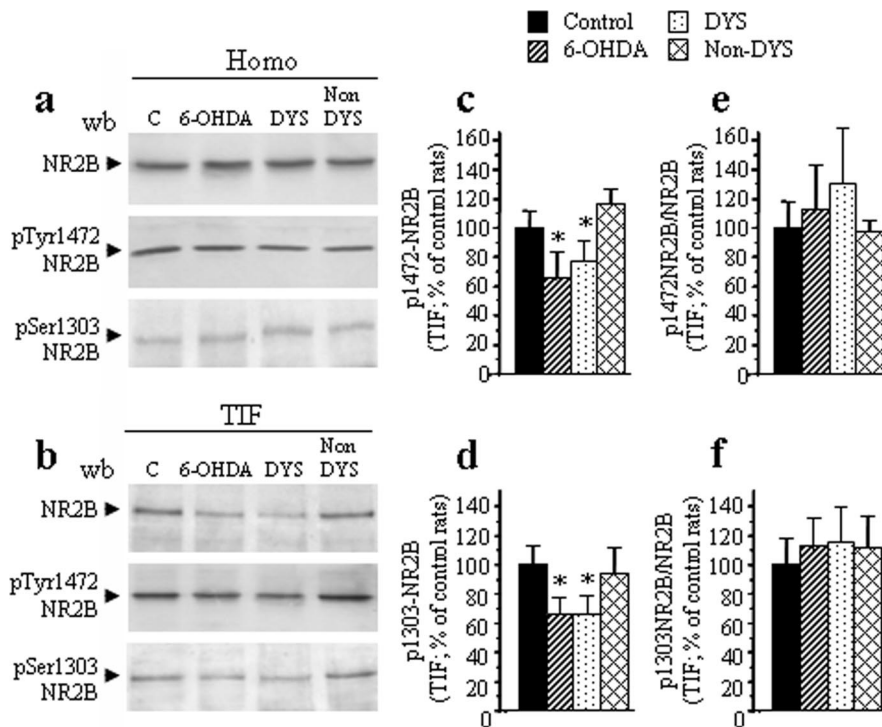 Control
DYS
6-OHDA
Non-DYS
Homo
a
wb
C 6-OHDA DYS Non DYS
NR2B
pTyr1472 NR2B
pSer1303 NR2B
TIF
b
wb
C 6-OHDA DYS Non DYS
NR2B
pTyr1472 NR2B
pSer1303 NR2B
c
p1472-NR2B
(TIF; % of control rats)
160
140
120
100
80
60
40
20
0
* *
e
p1472NR2B/NR2B
(TIF; % of control rats)
160
140
120
100
80
60
40
20
0
d
p1303-NR2B
(TIF; % of control rats)
140
120
100
80
60
40
20
0
* *
f
p1303NR2B/NR2B
(TIF; % of control rats)
140
120
100
80
60
40
20
0